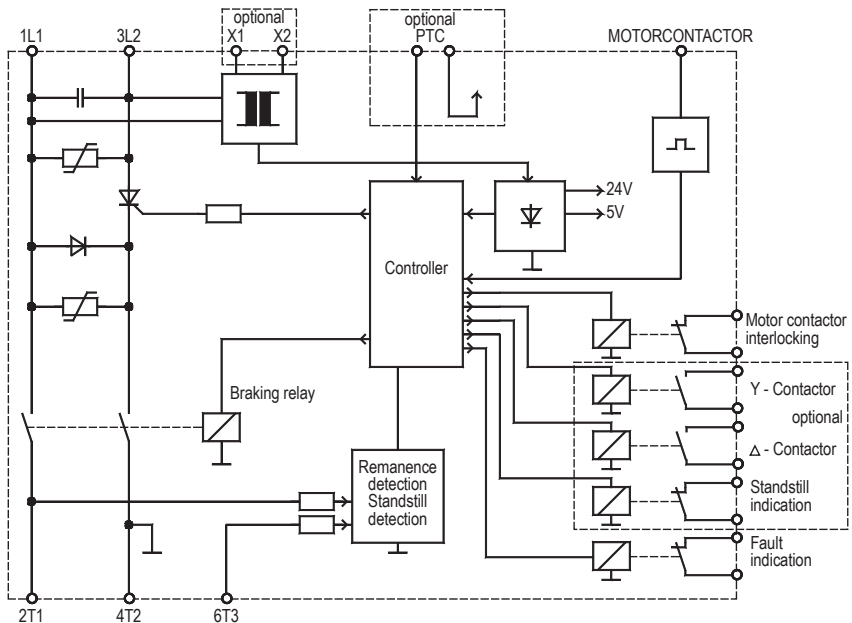 optional
optional
1L1
3L2
X1
X2
PTC
MOTORCONTACTOR
24V
5V
Controller
Motor contactor
interlocking
Braking relay
Y - Contactor
optional
Δ - Contactor
Remanence
detection
Standstill
detection
Standstill
indication
Fault
indication
2T1
4T2
6T3